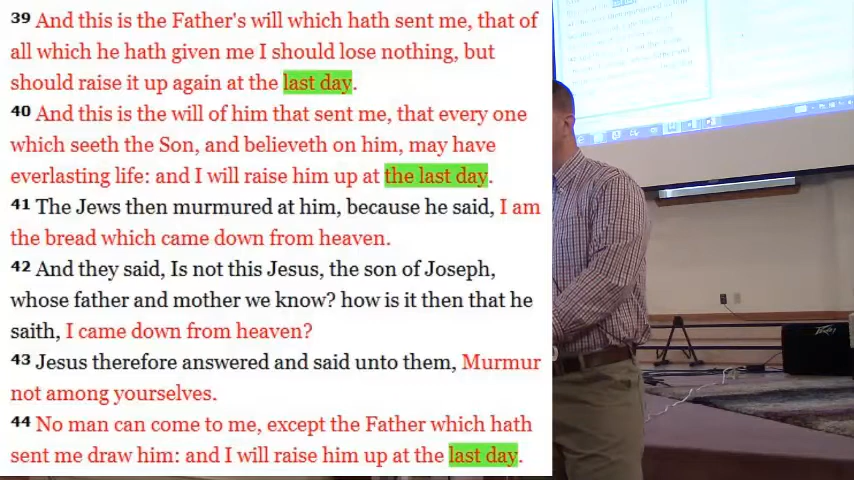 39 And this is the Father's will which hath sent me, that of
all which he hath given me I should lose nothing, but
should raise it up again at the last day.
40 And this is the will of him that sent me, that every one
which seeth the Son, and believeth on him, may have
everlasting life: and I will raise him up at the last day.
41 The Jews then murmured at him, because he said, I am
the bread which came down from heaven.
42 And they said, Is not this Jesus, the son of Joseph,
whose father and mother we know? how is it then that he
saith, I came down from heaven?
43 Jesus therefore answered and said unto them, Murmur
not among yourselves.
44 No man can come to me, except the Father which hath
sent me draw him: and I will raise him up at the last day.
PEAVEY